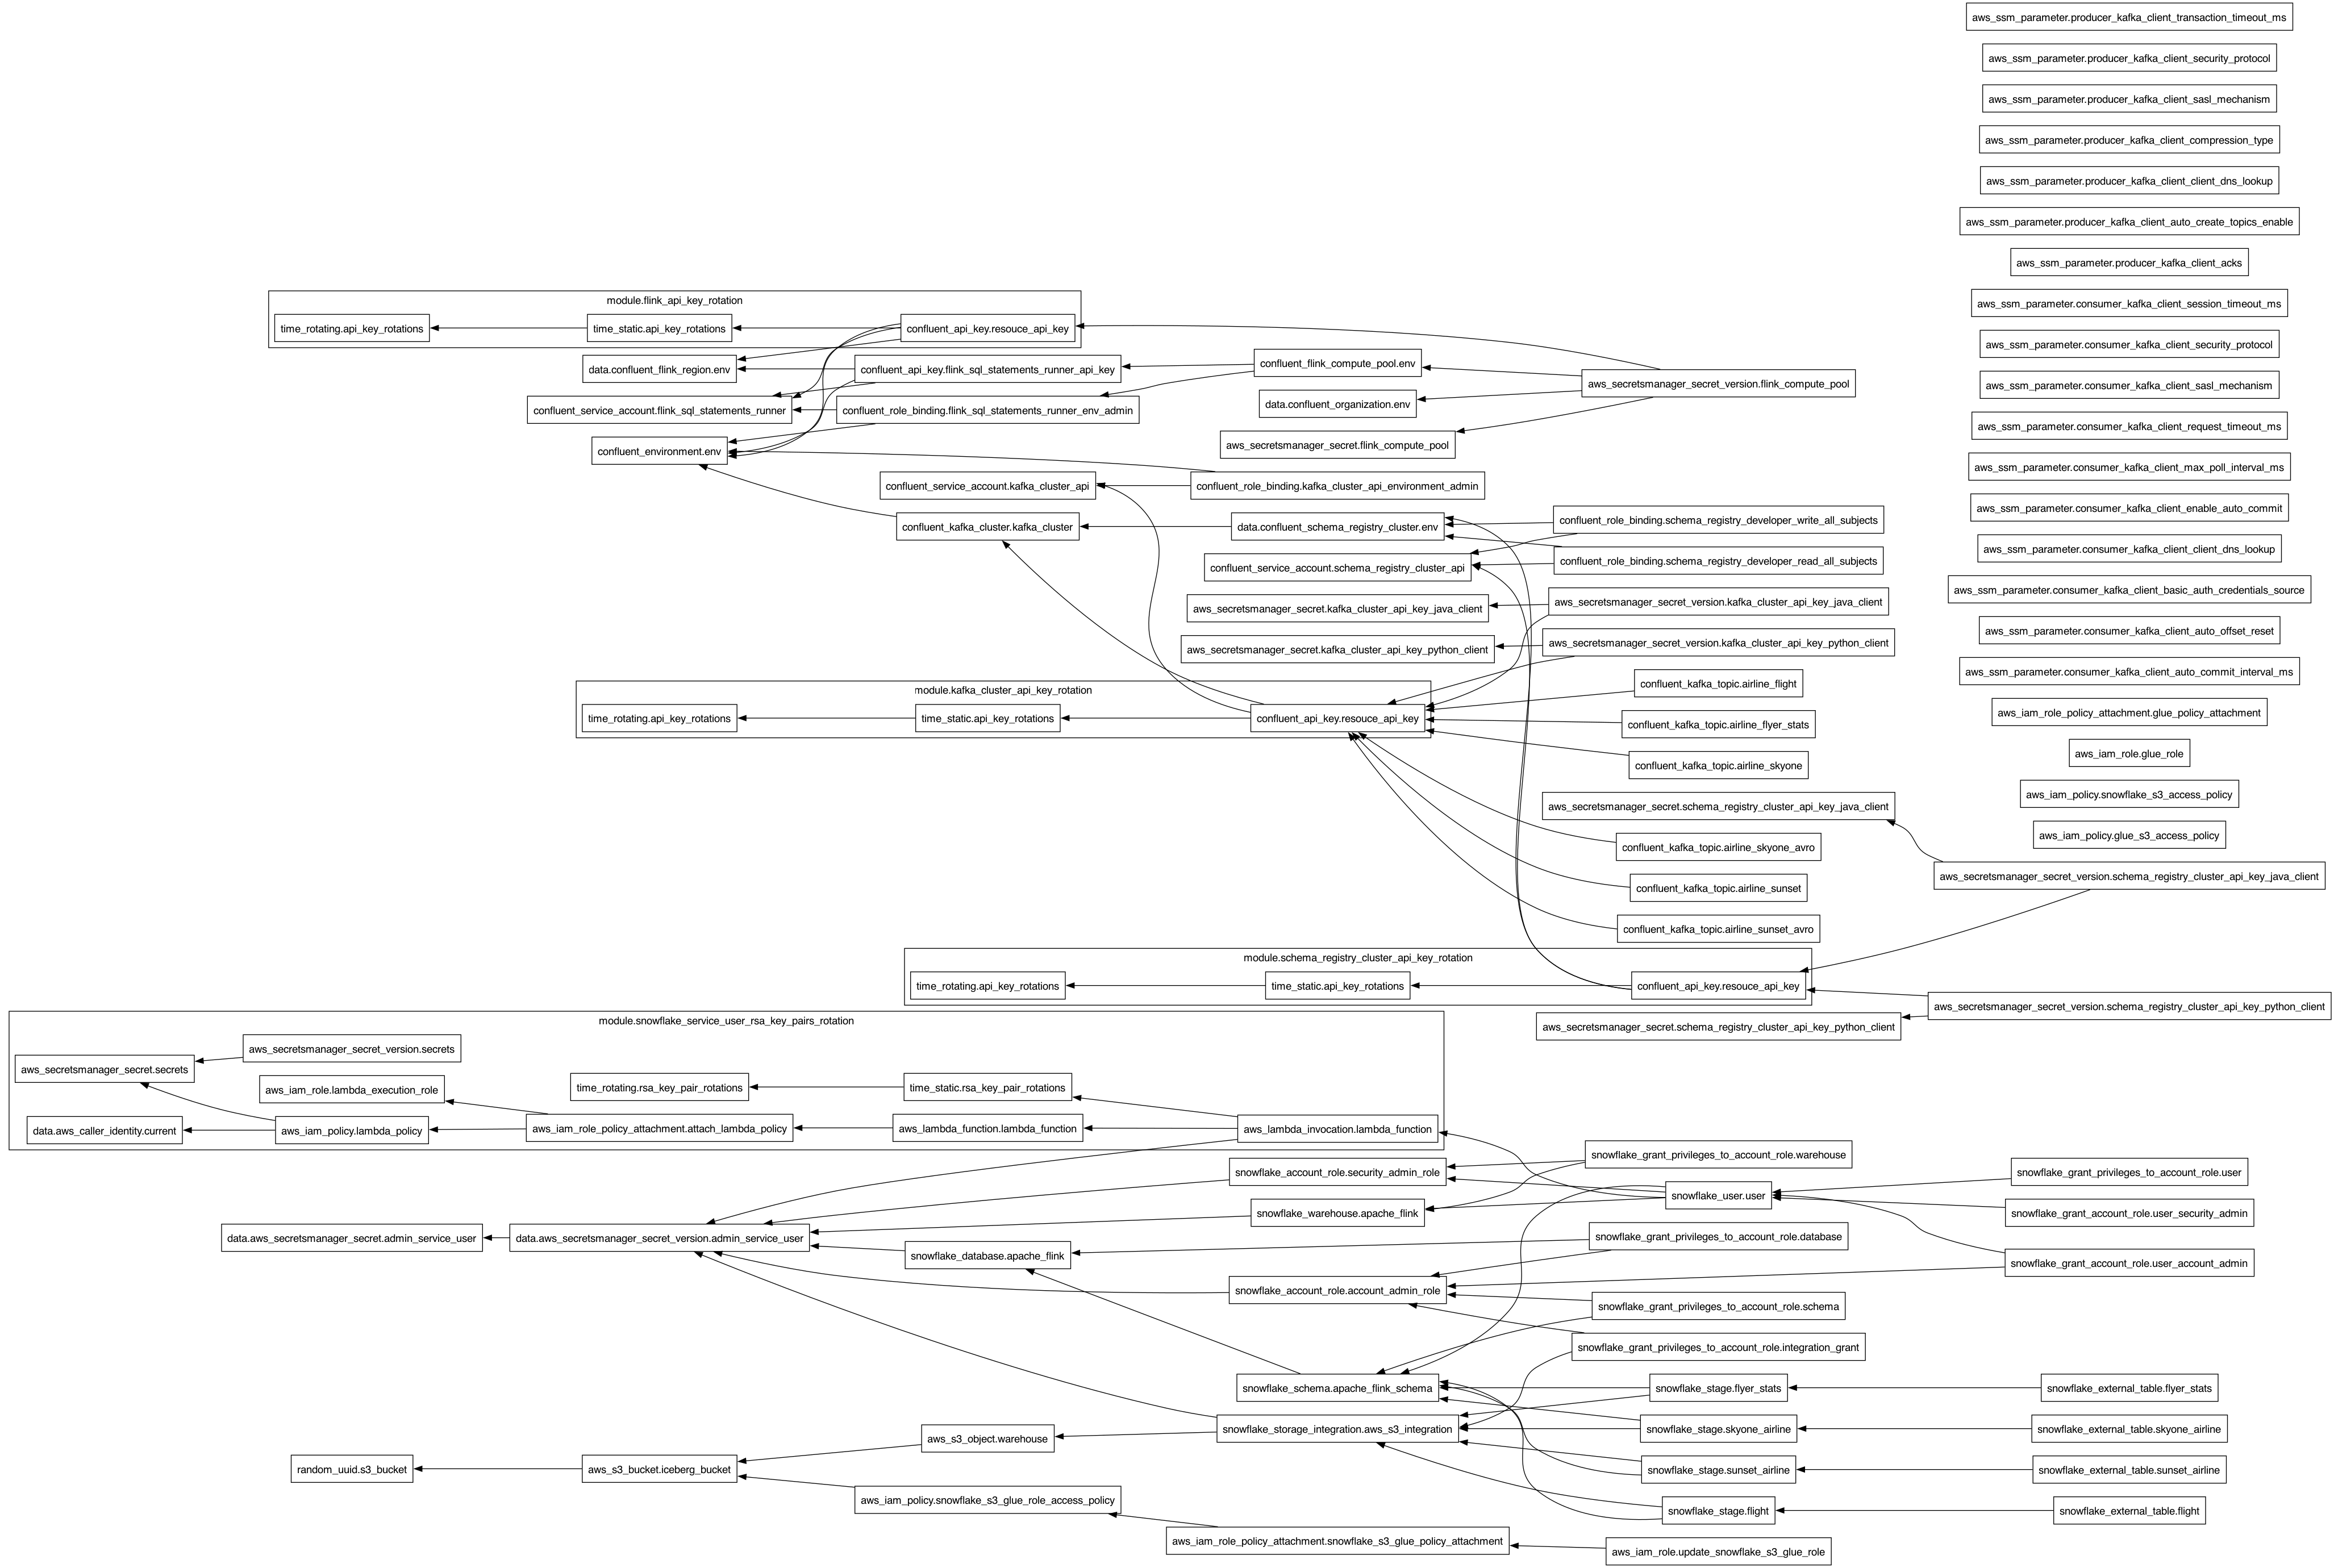 aws_ssm_parameter.producer_kafka_client_transaction_timeout_ms
aws_ssm_parameter.producer_kafka_client_security_protocol
aws_ssm_parameter.producer_kafka_client_sasl_mechanism
aws_ssm_parameter.producer_kafka_client_compression_type
aws_ssm_parameter.producer_kafka_client_client_dns_lookup
aws_ssm_parameter.producer_kafka_client_auto_create_topics_enable
aws_ssm_parameter.producer_kafka_client_acks
aws_ssm_parameter.consumer_kafka_client_session_timeout_ms
aws_ssm_parameter.consumer_kafka_client_security_protocol
aws_ssm_parameter.consumer_kafka_client_sasl_mechanism
aws_ssm_parameter.consumer_kafka_client_request_timeout_ms
aws_ssm_parameter.consumer_kafka_client_max_poll_interval_ms
aws_ssm_parameter.consumer_kafka_client_enable_auto_commit
aws_ssm_parameter.consumer_kafka_client_client_dns_lookup
aws_ssm_parameter.consumer_kafka_client_basic_auth_credentials_source
aws_ssm_parameter.consumer_kafka_client_auto_offset_reset
aws_ssm_parameter.consumer_kafka_client_auto_commit_interval_ms
aws_iam_role_policy_attachment.glue_policy_attachment
aws_iam_role.glue_role
aws_iam_policy.snowflake_s3_access_policy
aws_iam_policy.glue_s3_access_policy
module.flink_api_key_rotation
time_rotating.api_key_rotations
time_static.api_key_rotations
confluent_api_key.resouce_api_key
data.confluent_flink_region.env
confluent_api_key.flink_sql_statements_runner_api_key
confluent_flink_compute_pool.env
aws_secretsmanager_secret_version.flink_compute_pool
confluent_service_account.flink_sql_statements_runner
confluent_role_binding.flink_sql_statements_runner_env_admin
data.confluent_organization.env
aws_secretsmanager_secret.flink_compute_pool
confluent_environment.env
confluent_service_account.kafka_cluster_api
confluent_role_binding.kafka_cluster_api_environment_admin
confluent_kafka_cluster.kafka_cluster
data.confluent_schema_registry_cluster.env
confluent_role_binding.schema_registry_developer_write_all_subjects
confluent_service_account.schema_registry_cluster_api
confluent_role_binding.schema_registry_developer_read_all_subjects
aws_secretsmanager_secret.kafka_cluster_api_key_java_client
aws_secretsmanager_secret_version.kafka_cluster_api_key_java_client
aws_secretsmanager_secret.kafka_cluster_api_key_python_client
aws_secretsmanager_secret_version.kafka_cluster_api_key_python_client
module.kafka_cluster_api_key_rotation
time_rotating.api_key_rotations
time_static.api_key_rotations
confluent_api_key.resouce_api_key
confluent_kafka_topic.airline_flight
confluent_kafka_topic.airline_flyer_stats
confluent_kafka_topic.airline_skyone
aws_secretsmanager_secret.schema_registry_cluster_api_key_java_client
confluent_kafka_topic.airline_skyone_avro
aws_secretsmanager_secret_version.schema_registry_cluster_api_key_java_client
confluent_kafka_topic.airline_sunset
confluent_kafka_topic.airline_sunset_avro
module.schema_registry_cluster_api_key_rotation
time_rotating.api_key_rotations
time_static.api_key_rotations
confluent_api_key.resouce_api_key
aws_secretsmanager_secret_version.schema_registry_cluster_api_key_python_client
aws_secretsmanager_secret.schema_registry_cluster_api_key_python_client
module.snowflake_service_user_rsa_key_pairs_rotation
aws_secretsmanager_secret_version.secrets
aws_secretsmanager_secret.secrets
aws_iam_role.lambda_execution_role
time_rotating.rsa_key_pair_rotations
time_static.rsa_key_pair_rotations
data.aws_caller_identity.current
aws_iam_policy.lambda_policy
aws_iam_role_policy_attachment.attach_lambda_policy
aws_lambda_function.lambda_function
aws_lambda_invocation.lambda_function
snowflake_grant_privileges_to_account_role.warehouse
snowflake_account_role.security_admin_role
snowflake_grant_privileges_to_account_role.user
snowflake_user.user
snowflake_warehouse.apache_flink
snowflake_grant_account_role.user_security_admin
data.aws_secretsmanager_secret.admin_service_user
data.aws_secretsmanager_secret_version.admin_service_user
snowflake_grant_privileges_to_account_role.database
snowflake_database.apache_flink
snowflake_grant_account_role.user_account_admin
snowflake_account_role.account_admin_role
snowflake_grant_privileges_to_account_role.schema
snowflake_grant_privileges_to_account_role.integration_grant
snowflake_schema.apache_flink_schema
snowflake_stage.flyer_stats
snowflake_external_table.flyer_stats
snowflake_storage_integration.aws_s3_integration
snowflake_stage.skyone_airline
snowflake_external_table.skyone_airline
aws_s3_object.warehouse
random_uuid.s3_bucket
aws_s3_bucket.iceberg_bucket
snowflake_stage.sunset_airline
snowflake_external_table.sunset_airline
aws_iam_policy.snowflake_s3_glue_role_access_policy
snowflake_stage.flight
snowflake_external_table.flight
aws_iam_role_policy_attachment.snowflake_s3_glue_policy_attachment
aws_iam_role.update_snowflake_s3_glue_role